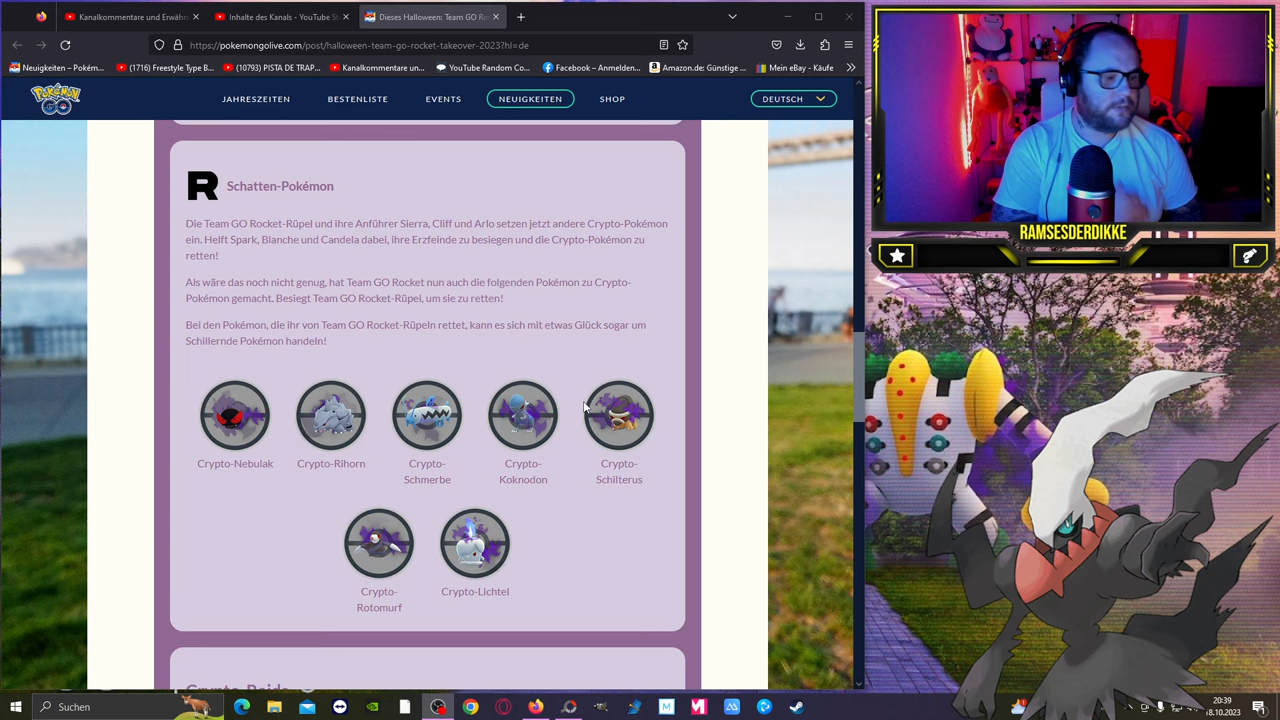 Kanalkommentare und Erwähn
Inhalte des Kanals - YouTube St
Dieses Halloween: Team GO Ro
https://pokemongolive.com/post/halloween-team-go-rocket-takeover-2023?hl=de
Neuigkeiten – Pokém...
(1716) Freestyle Type B...
(10793) PISTA DE TRAP...
Kanalkommentare un...
YouTube Random Co...
Facebook – Anmelden...
Amazon.de: Günstige ...
Mein eBay - Käufe
POKÉMON GO
JAHRESZEITEN
BESTENLISTE
EVENTS
NEUIGKEITEN
SHOP
DEUTSCH
R Schatten-Pokémon
Die Team GO Rocket-Rüpel und ihre Anführer Sierra, Cliff und Arlo setzen jetzt andere Crypto-Pokémon
ein. Helft Spark, Blanche und Candela dabei, ihre Erzfeinde zu besiegen und die Crypto-Pokémon zu
retten!
Als wäre das noch nicht genug, hat Team GO Rocket nun auch die folgenden Pokémon zu Crypto-
Pokémon gemacht. Besiegt Team GO Rocket-Rüpel, um sie zu retten!
Bei den Pokémon, die ihr von Team GO Rocket-Rüpeln rettet, kann es sich mit etwas Glück sogar um
Schillernde Pokémon handeln!
Crypto-Nebulak
Crypto-Rihorn
Crypto-
Schmerbe
Crypto-
Koknodon
Crypto-
Schilterus
Crypto-
Rotomurf
Crypto-Lichtel
RAMSESDERDIKKE
Suchen
20:39
18.10.2023